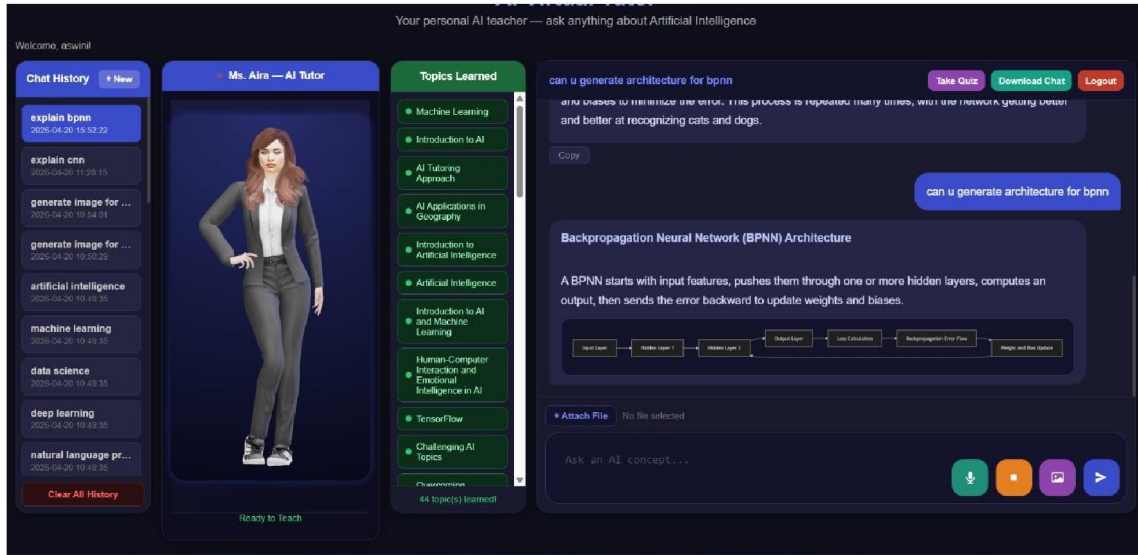 Your personal AI teacher — ask anything about Artificial Intelligence
Welcome, aswini!
Chat History
+ New
explain bpnn
2026-04-20 15:52:22
explain cnn
2026-04-20 11:28:15
generate image for ...
2026-04-20 10:54:01
generate image for ...
2026-04-20 10:50:29
artificial intelligence
2026-04-20 10:49:35
machine learning
2026-04-20 10:49:35
data science
2026-04-20 10:49:35
deep learning
2026-04-20 10:49:35
natural language pr...
2026-04-20 10:49:35
Clear All History
Ms. Aira — AI Tutor
Ready to Teach
Topics Learned
Machine Learning
Introduction to AI
AI Tutoring
Approach
AI Applications in
Geography
Introduction to
Artificial Intelligence
Artificial Intelligence
Introduction to AI
and Machine
Learning
Human-Computer
Interaction and
Emotional
Intelligence in AI
TensorFlow
Challenging AI
Topics
Overcoming
44 topic(s) learned!
can u generate architecture for bpnn
Take Quiz
Download Chat
Logout
and biases to minimize the error. This process is repeated many times, with the network getting better
and better at recognizing cats and dogs.
Copy
can u generate architecture for bpnn
Backpropagation Neural Network (BPNN) Architecture
A BPNN starts with input features, pushes them through one or more hidden layers, computes an
output, then sends the error backward to update weights and biases.
Input Layer
Hidden Layer 1
Hidden Layer 2
Output Layer
Loss Calculation
Backpropagation Error Flow
Weight and Bias Update
+ Attach File
No file selected
Ask an AI concept...